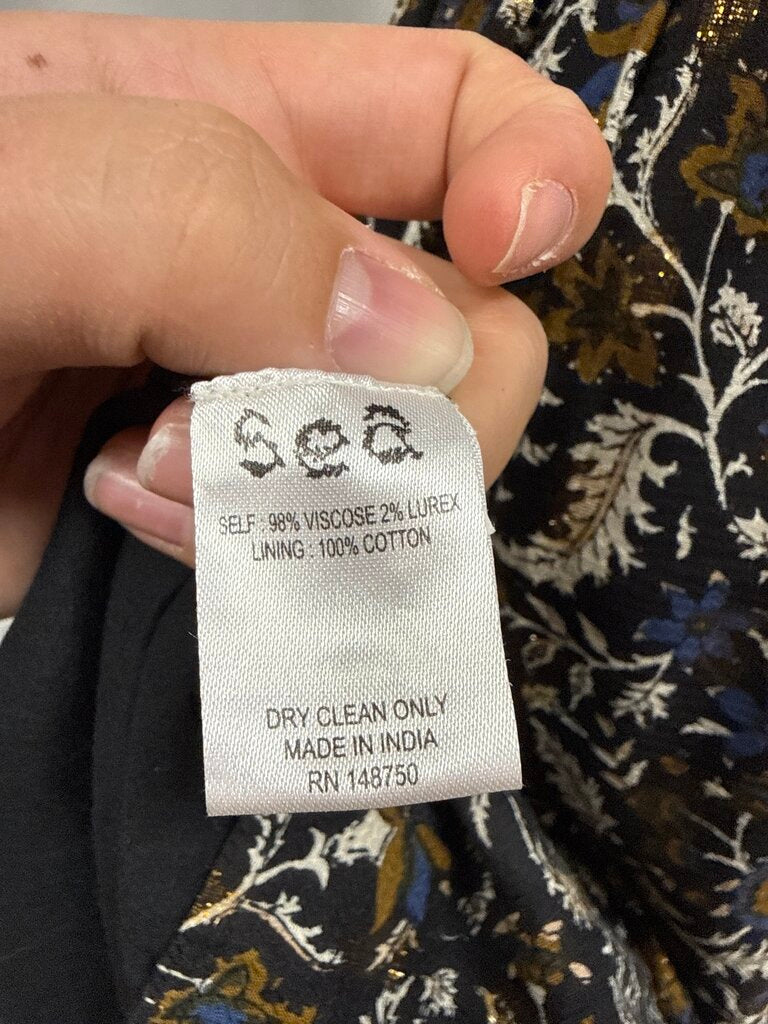 sea
SELF : 98% VISCOSE 2% LUREX
LINING : 100% COTTON
DRY CLEAN ONLY
MADE IN INDIA
RN 148750